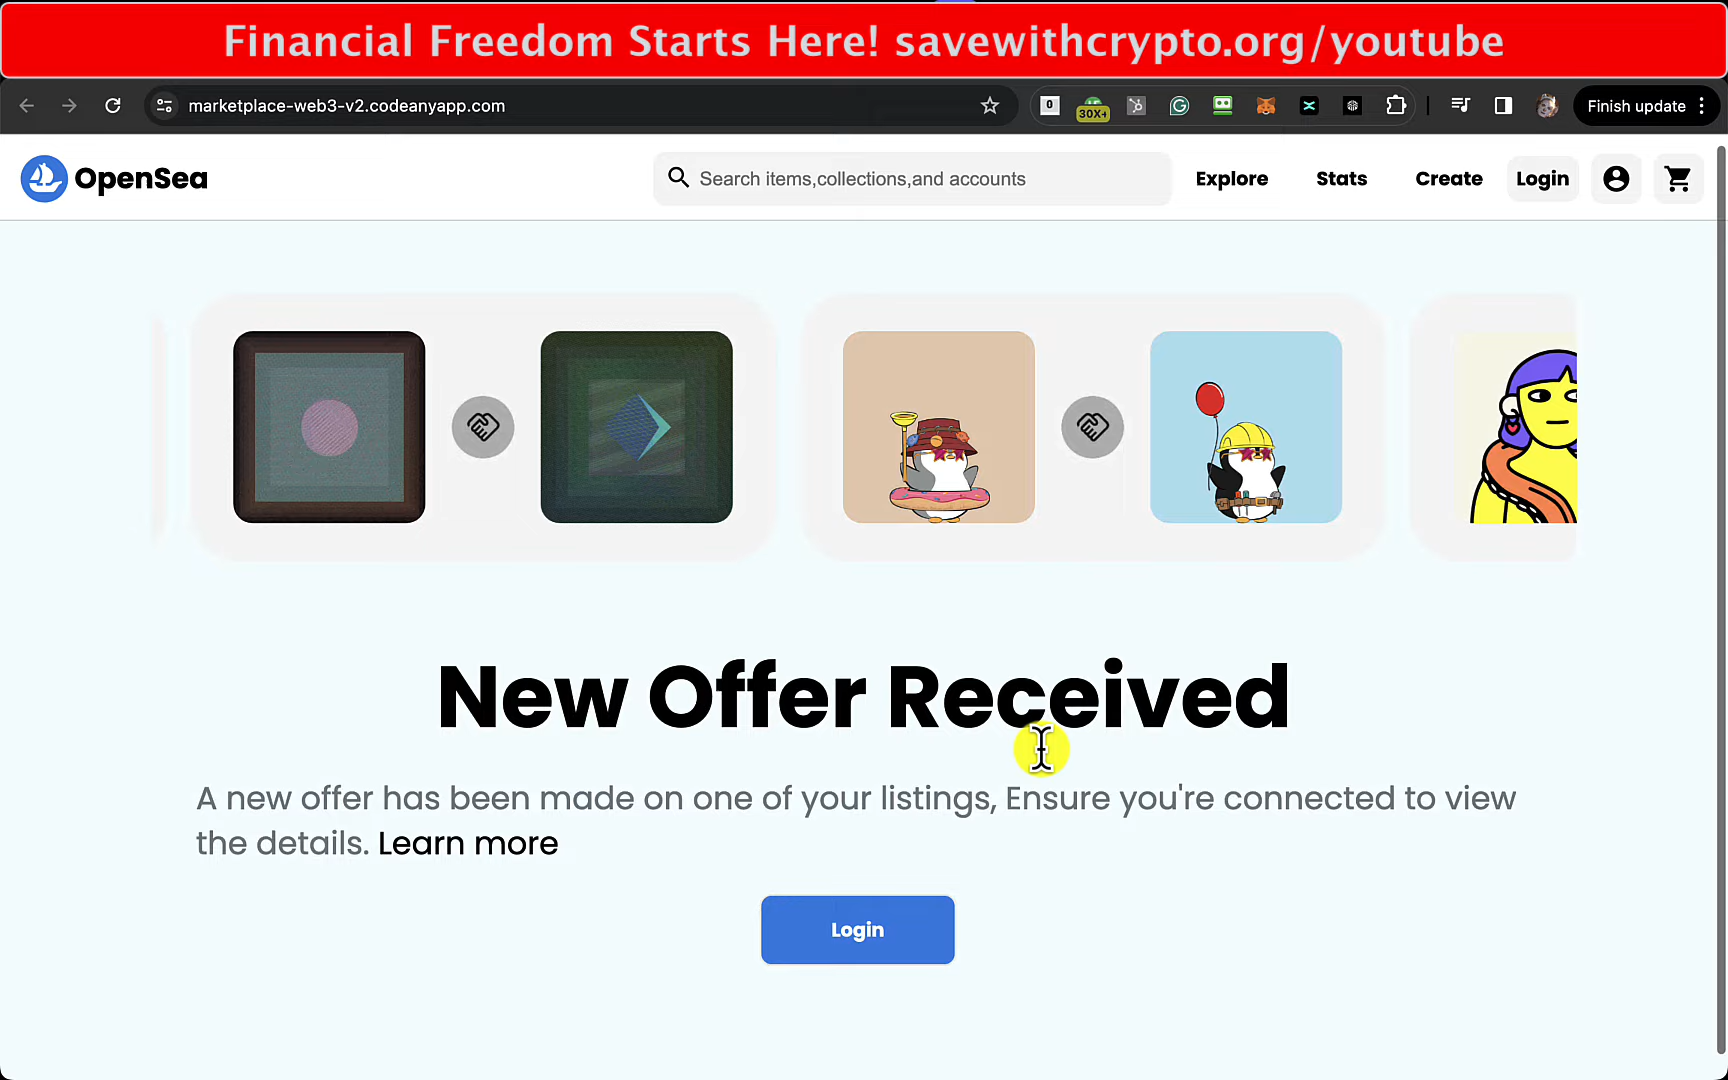 Financial Freedom Starts Here! savewithcrypto.org/youtube
marketplace-web3-v2.codeanyapp.com
0
30X+
Finish update
OpenSea
Search items,collections,and accounts
Explore
Stats
Create
Login
New Offer Received
A new offer has been made on one of your listings, Ensure you're connected to view
the details. Learn more
Login